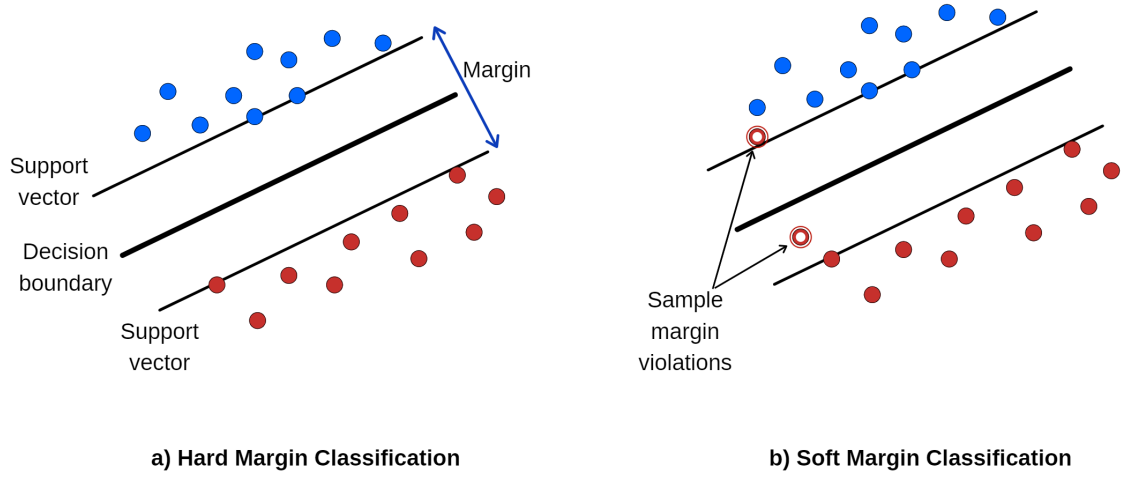 Margin
Support
vector
Decision
boundary
Support
vector
a) Hard Margin Classification
Sample
margin
violations
b) Soft Margin Classification